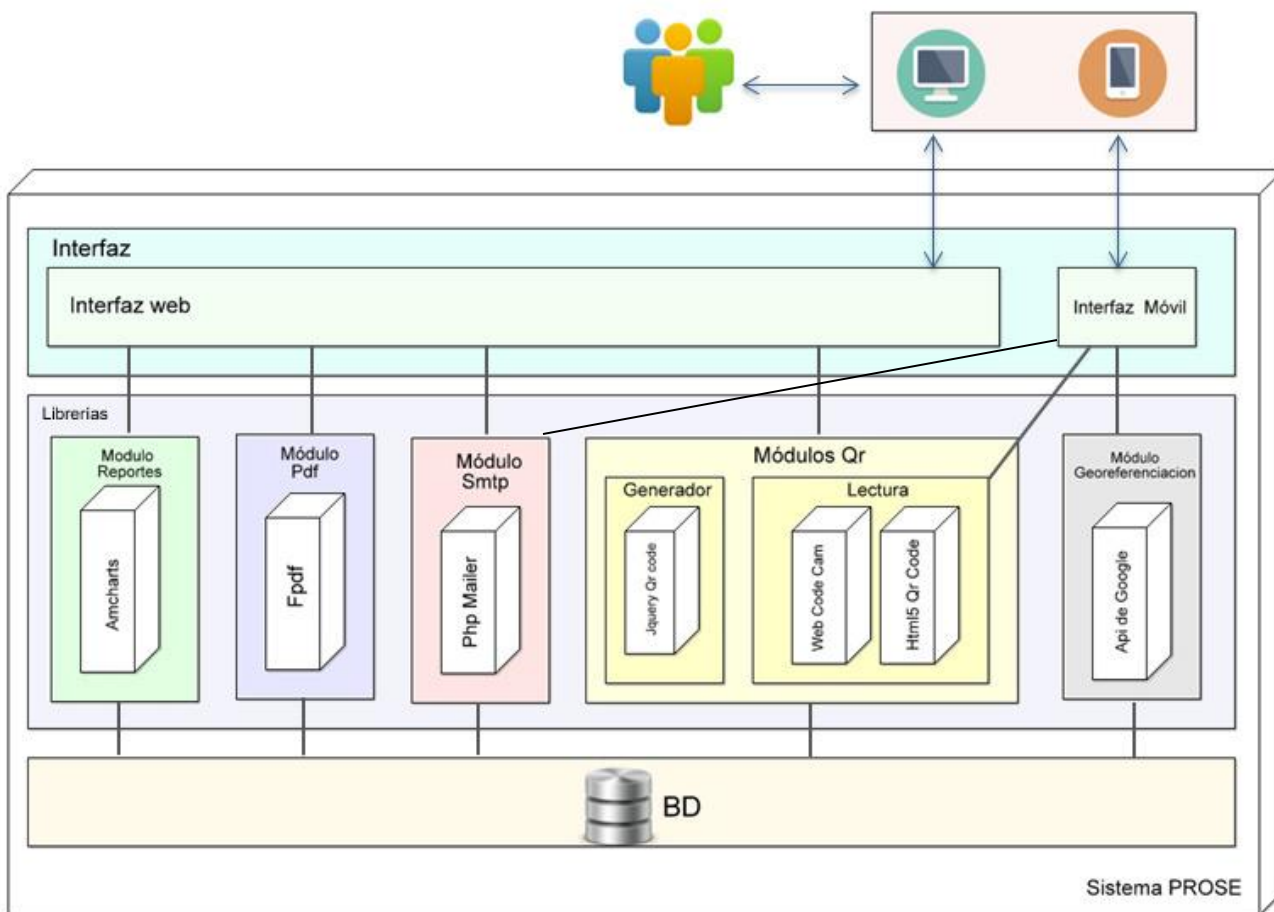 Interfaz
Interfaz web
Interfaz Móvil
Librerias
Modulo
Reportes
Amcharts
Módulo
Pdf
Fpdf
Módulo
Smtp
Php Mailer
Módulos Qr
Generador
Jquery Qr code
Lectura
Web Code Cam
Html5 Qr Code
Módulo
Georeferenciacion
Api de Google
BD
Sistema PROSE